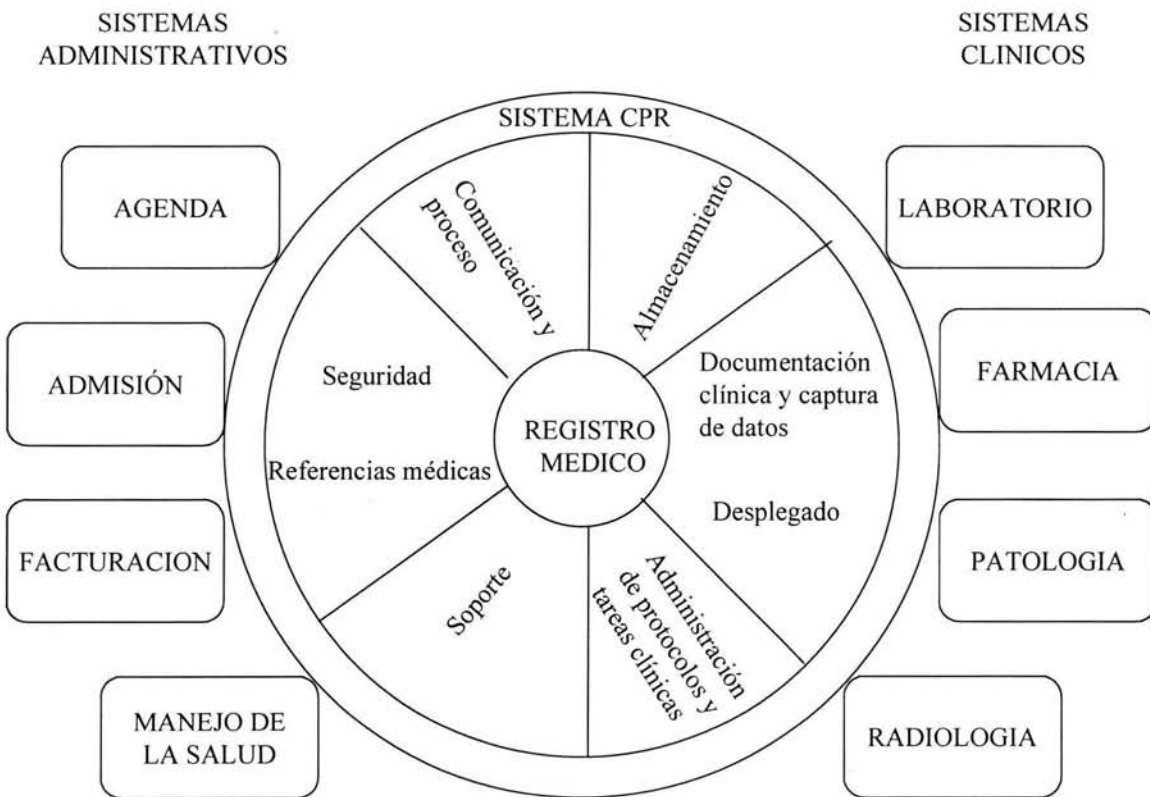 SISTEMAS
ADMINISTRATIVOS
SISTEMAS
CLINICOS
SISTEMA CPR
AGENDA
ADMISIÓN
FACTURACION
MANEJO DE
LA SALUD
Comunicación y
proceso
Almacenamiento
Seguridad
Referencias médicas
Documentación
clínica y captura
de datos
Desplegado
REGISTRO
MEDICO
Soporte
Administración
de protocolos y
tareas clínicas
LABORATORIO
FARMACIA
PATOLOGIA
RADIOLOGIA